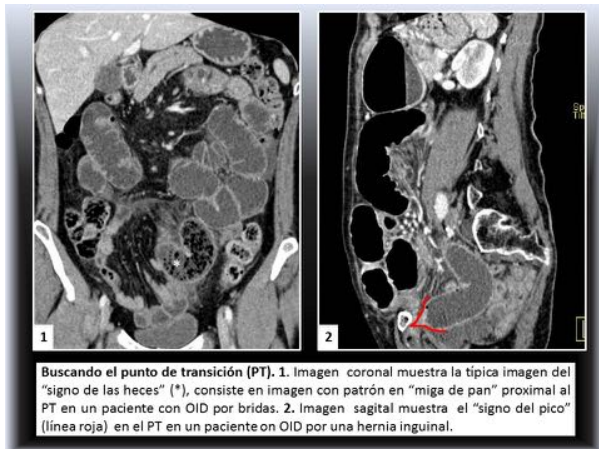 *
1
2
Buscando el punto de transición (PT). 1. Imagen coronal muestra la típica imagen del
"signo de las heces" (*), consiste en imagen con patrón en "miga de pan" proximal al
PT en un paciente con OID por bridas. 2. Imagen sagital muestra el "signo del pico"
(línea roja) en el PT en un paciente on OID por una hernia inguinal.